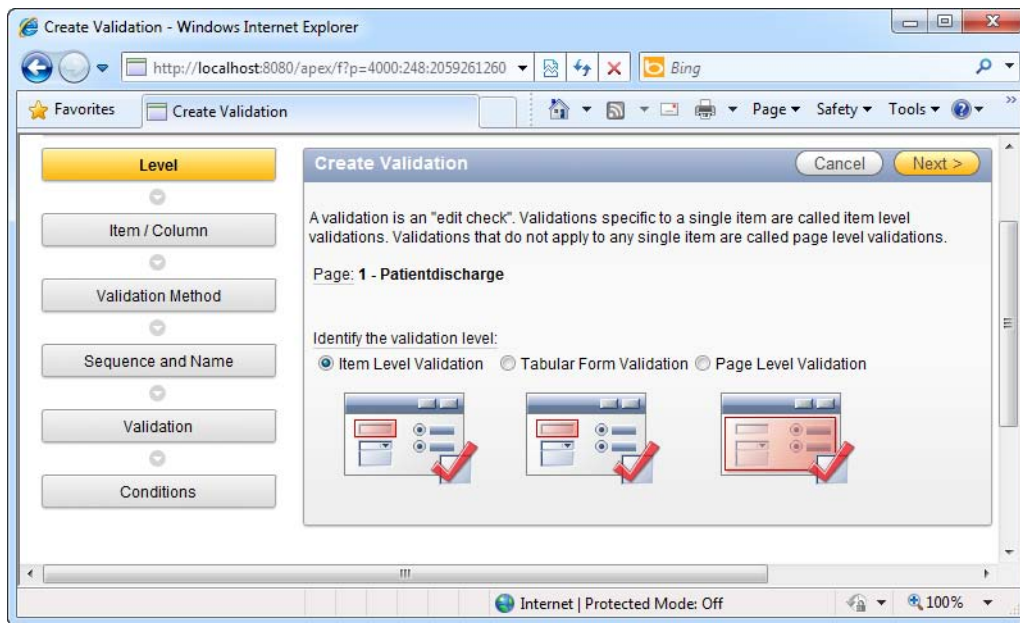 Create Validation - Windows Internet Explorer
http://localhost:8080/apex/f?p=4000:248:2059261260
Bing
Favorites
Create Validation
Page
Safety
Tools
Level
Item / Column
Validation Method
Sequence and Name
Validation
Conditions
Create Validation
Cancel
Next >
A validation is an "edit check". Validations specific to a single item are called item level
validations. Validations that do not apply to any single item are called page level validations.
Page: 1 - Patientdischarge
Identify the validation level:
Item Level Validation
Tabular Form Validation
Page Level Validation
Internet | Protected Mode: Off
100%